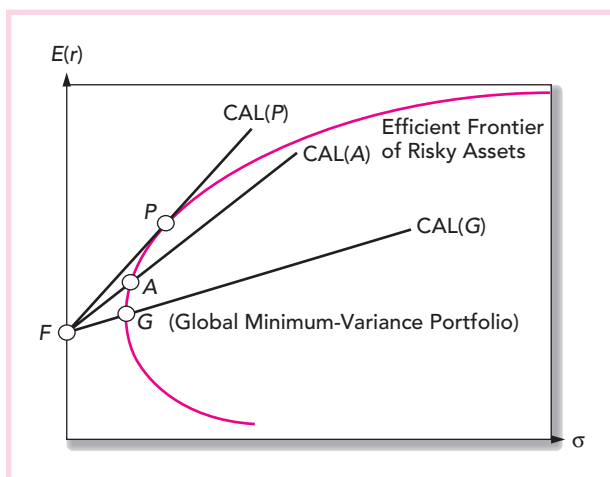 E(r)
CAL(P)
Efficient Frontier
of Risky Assets
CAL(A)
P
CAL(G)
A
G (Global Minimum-Variance Portfolio)
F
σ